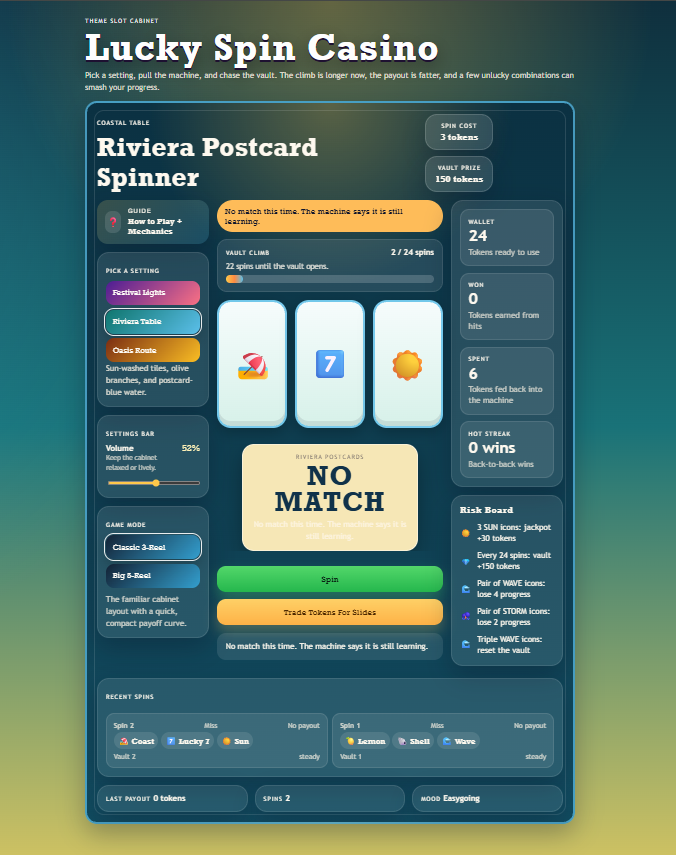 THEME SLOT CABINET
Lucky Spin Casino
Pick a setting, pull the machine, and chase the vault. The climb is longer now, the payout is fatter, and a few unlucky combinations can
smash your progress.
COASTAL TABLE
Riviera Postcard
Spinner
SPIN COST
3 tokens
VAULT PRIZE
150 tokens
GUIDE
How to Play +
Mechanics
PICK A SETTING
Festival Lights
Riviera Table
Oasis Route
Sun-washed tiles, olive
branches, and postcard-
blue water.
SETTINGS BAR
Volume 52%
Keep the cabinet
relaxed or lively.
GAME MODE
Classic 3-Reel
Big 5-Reel
The familiar cabinet
layout with a quick,
compact payoff curve.
No match this time. The machine says it is still
learning.
VAULT CLIMB 2 / 24 spins
22 spins until the vault opens.
7
RIVIERA POSTCARDS
NO
MATCH
No match this time. The machine says it is
still learning.
Spin
Trade Tokens For Slides
No match this time. The machine says it is still learning.
WALLET
24
Tokens ready to use
WON
0
Tokens earned from
hits
SPENT
6
Tokens fed back into
the machine
HOT STREAK
0 wins
Back-to-back wins
Risk Board
3 SUN icons: jackpot
+30 tokens
Every 24 spins: vault
+150 tokens
Pair of WAVE icons:
lose 4 progress
Pair of STORM icons:
lose 2 progress
Triple WAVE icons:
reset the vault
RECENT SPINS
Spin 2 Miss No payout
Coast 7 Lucky 7 Sun
Vault 2 steady
Spin 1 Miss No payout
Lemon Shell Wave
Vault 1 steady
LAST PAYOUT 0 tokens
SPINS 2
MOOD Easygoing